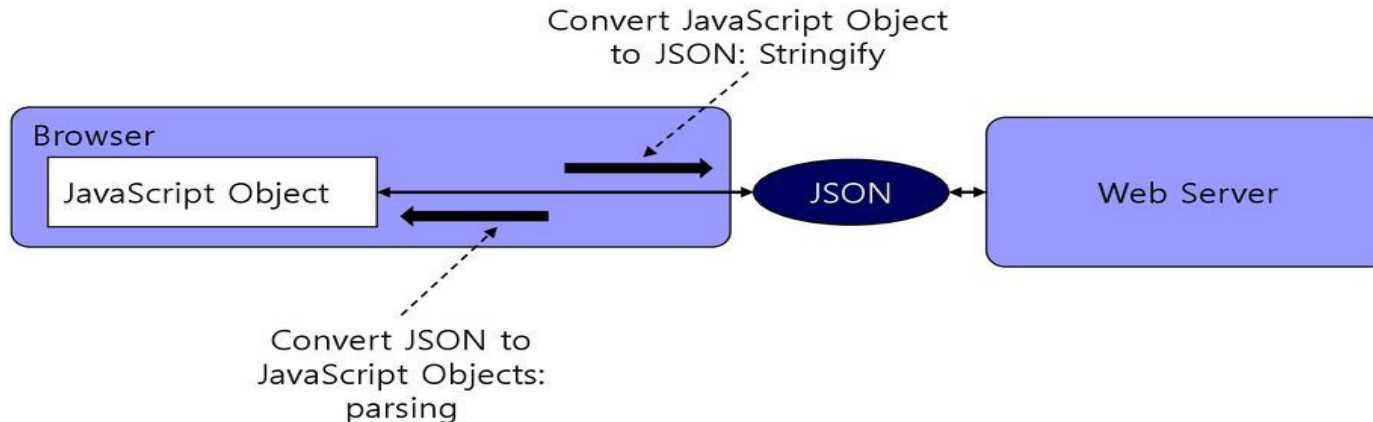 Convert JavaScript Object
to JSON: Stringify
Browser
JavaScript Object
JSON
Web Server
Convert JSON to
JavaScript Objects:
parsing